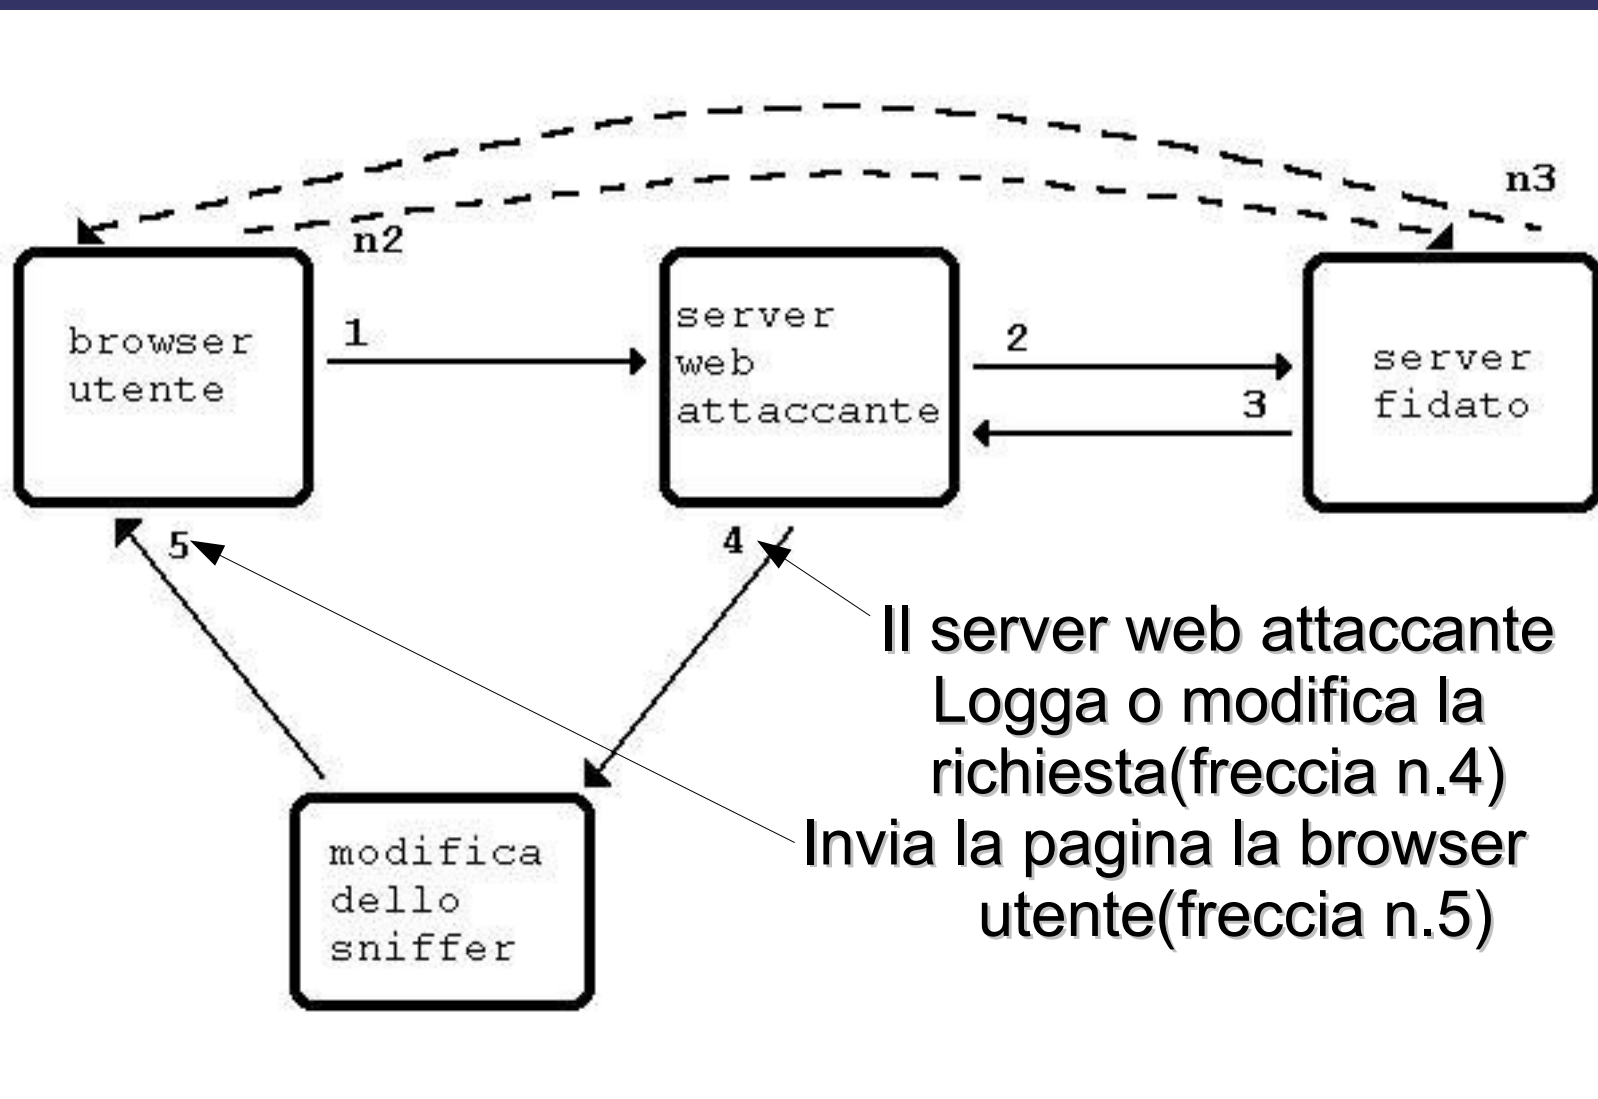 n3
n2
browser
utente
1
server
web
attaccante
2
3
server
fidato
5
4
Il server web attaccante
Logga o modifica la
richiesta(freccia n.4)
Invia la pagina la browser
utente(freccia n.5)
modifica
dello
sniffer